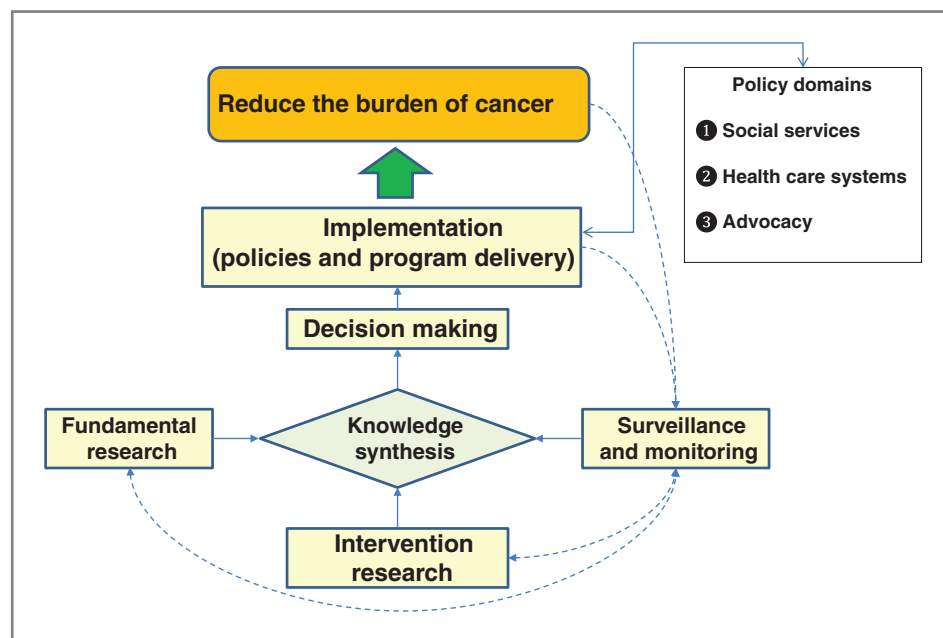 Reduce the burden of cancer
Policy domains
❶ Social services
❷ Health care systems
❸ Advocacy
Implementation
(policies and program delivery)
Decision making
Fundamental
research
Knowledge
synthesis
Surveillance
and monitoring
Intervention
research